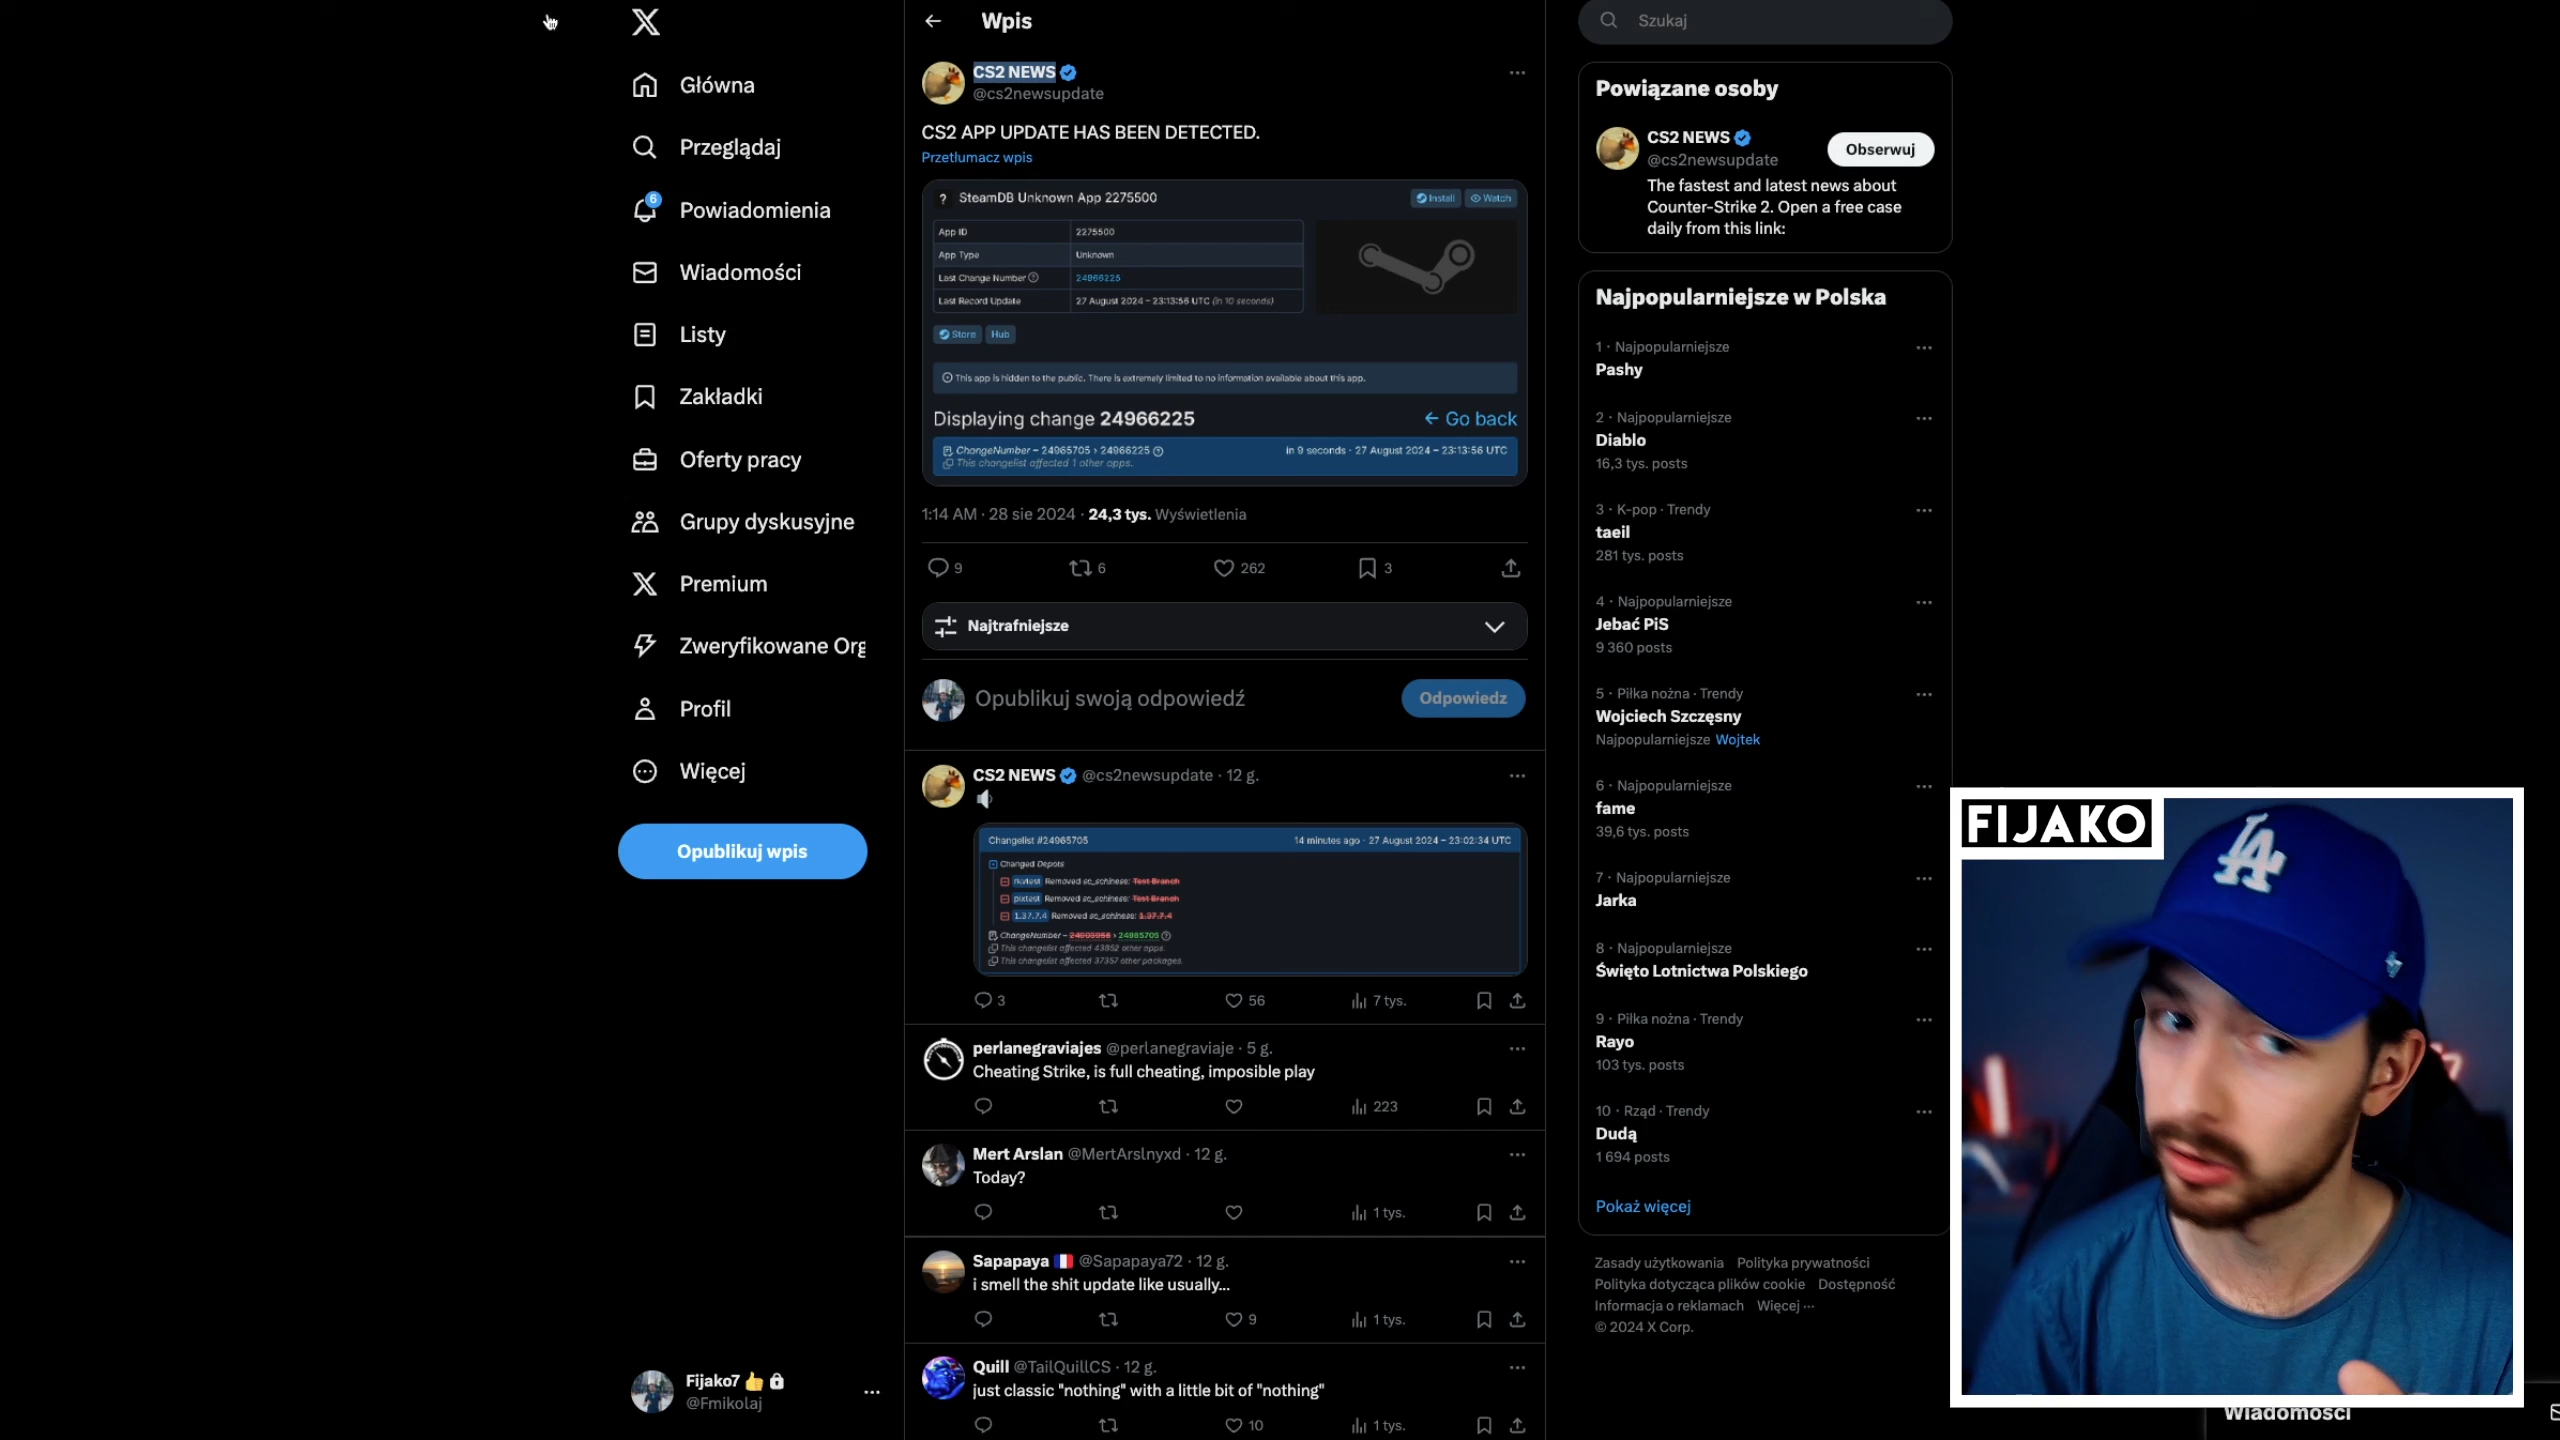 Główna
Przeglądaj
6
Powiadomienia
Wiadomości
Listy
Zakładki
Oferty pracy
Grupy dyskusyjne
Premium
Zweryfikowane Org
Profil
Więcej
Opublikuj wpis
Fijako7
@Fmikolaj
Wpis
CS2 NEWS
@cs2newsupdate
CS2 APP UPDATE HAS BEEN DETECTED.
Przetłumacz wpis
? SteamDB Unknown App 2275500
Install Watch
App ID 2275500
App Type Unknown
Last Change Number 24966225
Last Record Update 27 August 2024 – 23:13:56 UTC (in 10 seconds)
Store Hub
This app is hidden to the public. There is extremely limited to no information available about this app.
Displaying change 24966225 ← Go back
ChangeNumber – 24965705 › 24966225 in 9 seconds · 27 August 2024 – 23:13:56 UTC
This changelist affected 1 other apps.
1:14 AM · 28 sie 2024 · 24,3 tys. Wyświetlenia
9 6 262 3
Najtrafniejsze
Opublikuj swoją odpowiedź
Odpowiedz
CS2 NEWS @cs2newsupdate · 12 g.
Changelist #24965705 14 minutes ago · 27 August 2024 – 23:02:34 UTC
Changed Depots
Removed sc_schinese: Test Branch
pixtest Removed sc_schinese: Test Branch
1.37.7.4 Removed sc_schinese: 1.37.7.4
ChangeNumber – › 24965705
This changelist affected 43852 other apps.
This changelist affected 37357 other packages.
3 56 7 tys.
perlanegraviajes @perlanegraviaje · 5 g.
Cheating Strike, is full cheating, imposible play
223
Mert Arslan @MertArslnyxd · 12 g.
Today?
1 tys.
Sapapaya @Sapapaya72 · 12 g.
i smell the shit update like usually...
9 1 tys.
Quill @TailQuillCS · 12 g.
just classic "nothing" with a little bit of "nothing"
10 1 tys.
Szukaj
Powiązane osoby
CS2 NEWS
@cs2newsupdate
Obserwuj
The fastest and latest news about
Counter-Strike 2. Open a free case
daily from this link:
Najpopularniejsze w Polska
1 · Najpopularniejsze
Pashy
2 · Najpopularniejsze
Diablo
16,3 tys. posts
3 · K-pop · Trendy
taeil
281 tys. posts
4 · Najpopularniejsze
Jebać PiS
9 360 posts
5 · Piłka nożna · Trendy
Wojciech Szczęsny
Najpopularniejsze Wojtek
6 · Najpopularniejsze
fame
39,6 tys. posts
7 · Najpopularniejsze
Jarka
8 · Najpopularniejsze
Święto Lotnictwa Polskiego
9 · Piłka nożna · Trendy
Rayo
103 tys. posts
10 · Rząd · Trendy
Dudą
1 694 posts
Pokaż więcej
Zasady użytkowania Polityka prywatności
Polityka dotycząca plików cookie Dostępność
Informacja o reklamach Więcej ···
© 2024 X Corp.
FIJAKO
LA
Wiadomości